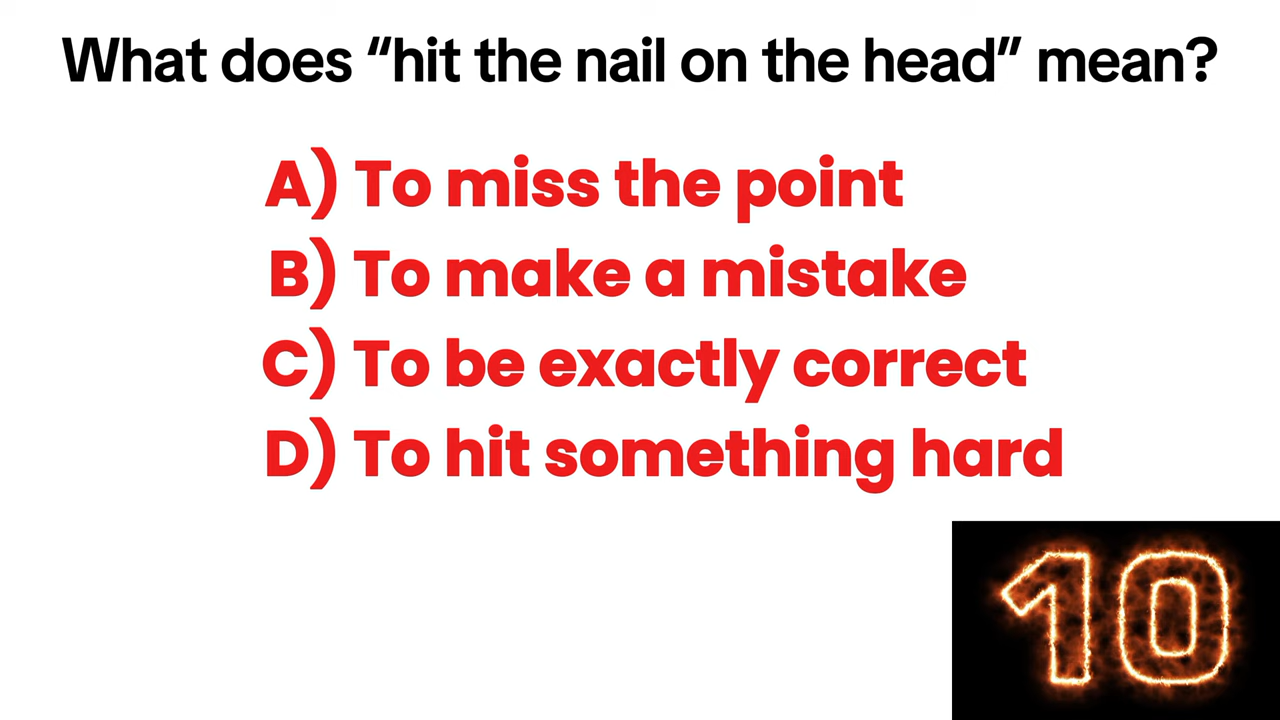 What does “hit the nail on the head” mean?
A) To miss the point
B) To make a mistake
C) To be exactly correct
D) To hit something hard
10